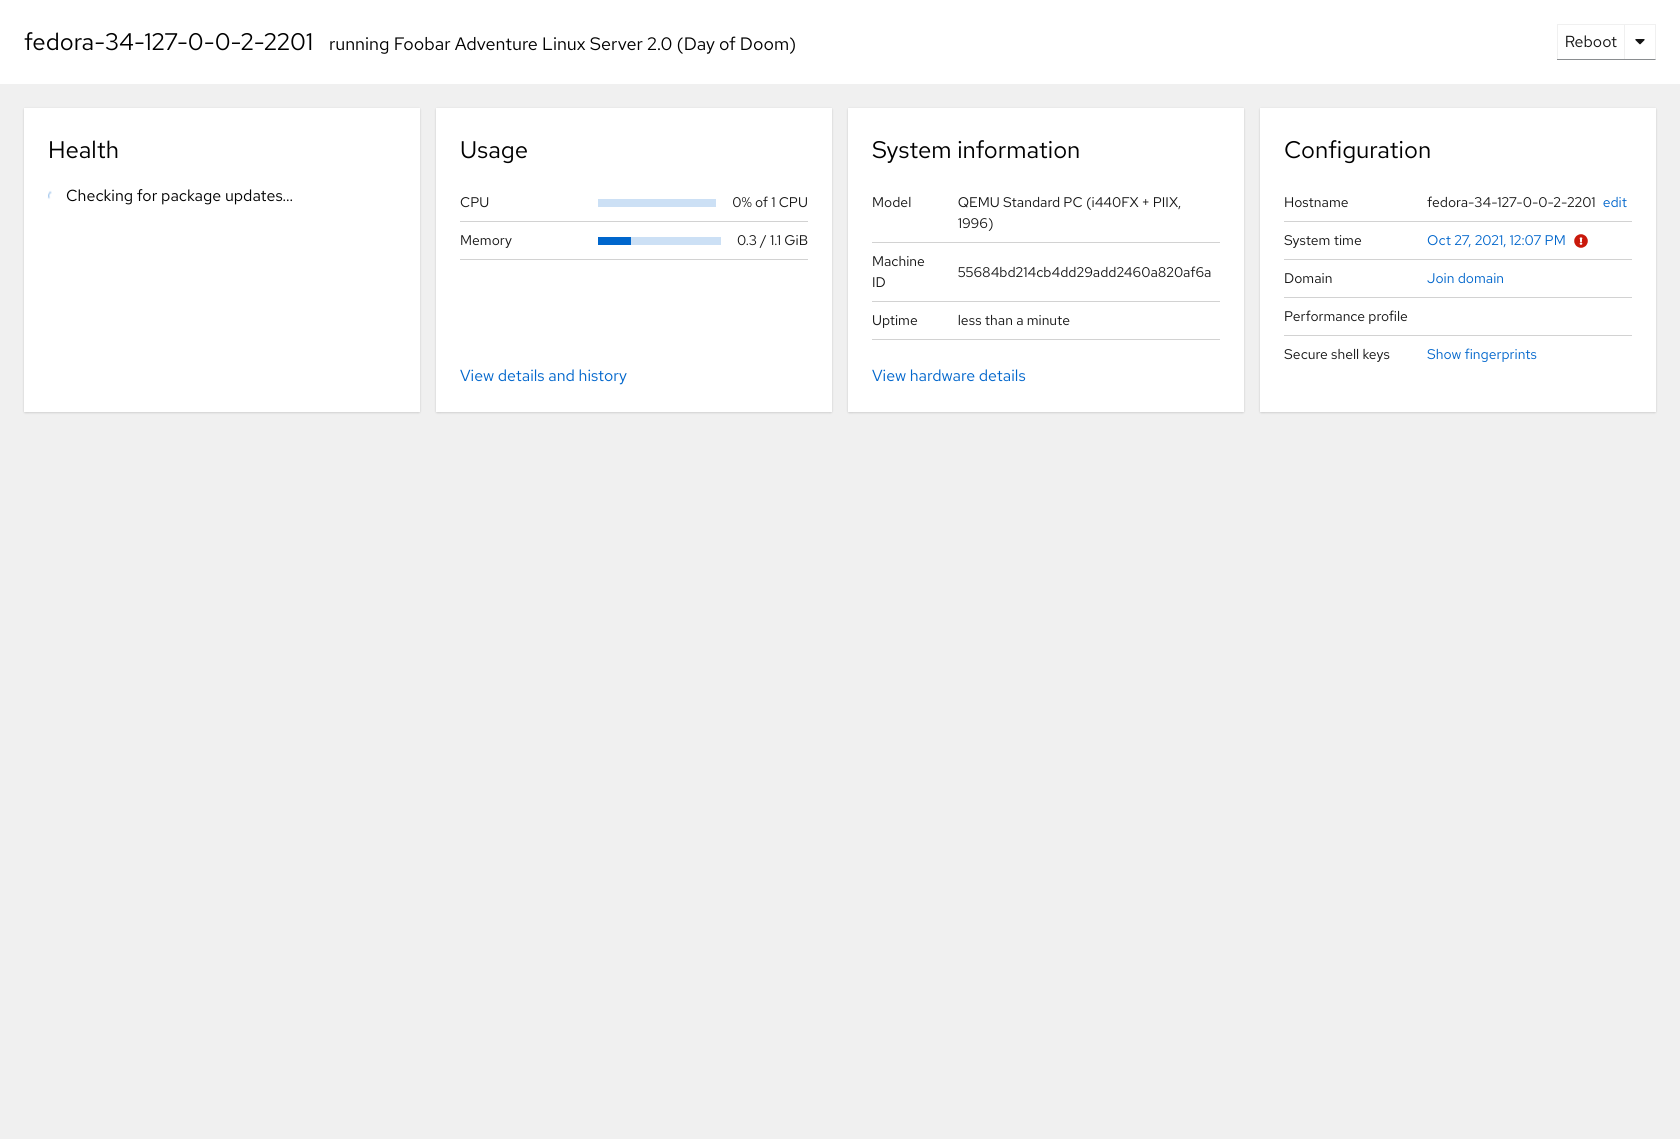 fedora-34-127-0-0-2-2201 running Foobar Adventure Linux Server 2.0 (Day of Doom)
Reboot
Health
Checking for package updates...
Usage
CPU 0% of 1 CPU
Memory 0.3 / 1.1 GiB
View details and history
System information
Model QEMU Standard PC (i440FX + PIIX,
1996)
Machine
ID
55684bd214cb4dd29add2460a820af6a
Uptime less than a minute
View hardware details
Configuration
Hostname fedora-34-127-0-0-2-2201 edit
System time Oct 27, 2021, 12:07 PM
Domain Join domain
Performance profile
Secure shell keys Show fingerprints